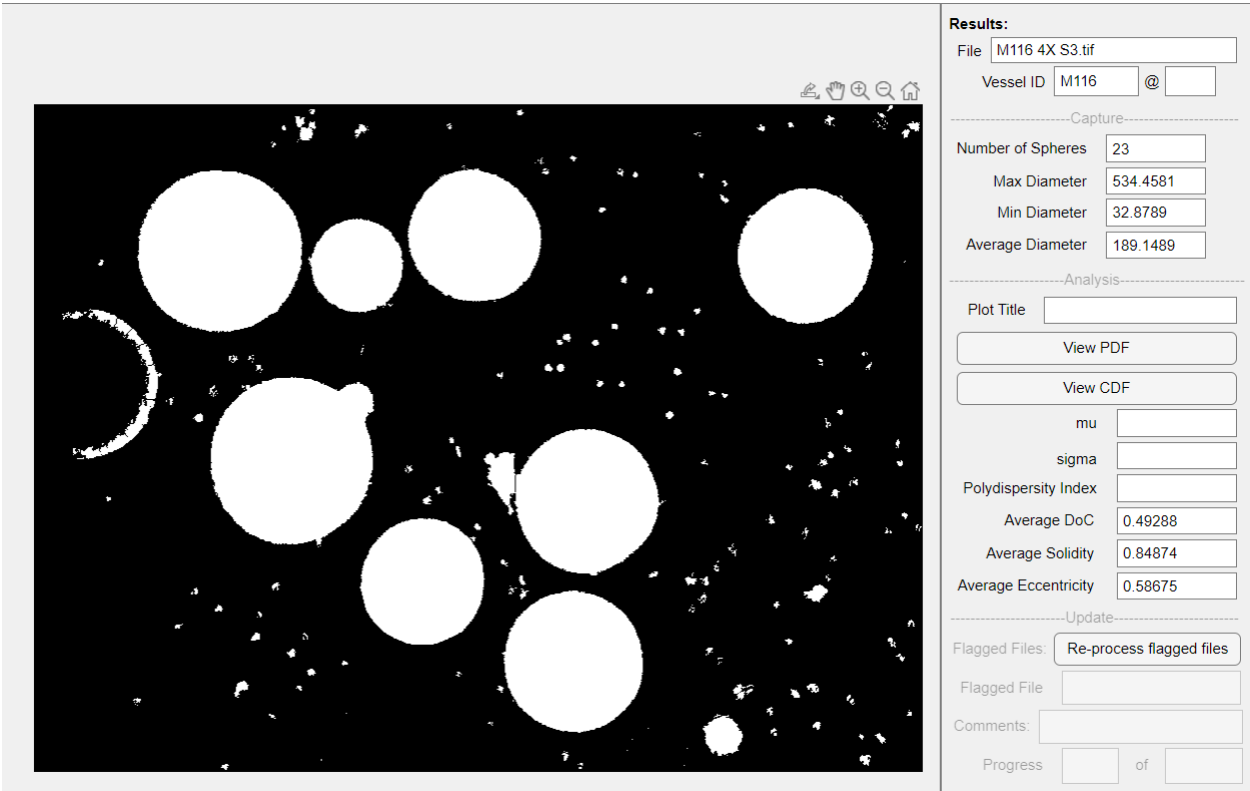 Results:
File M116 4X S3.tif
Vessel ID M116 @
--------------------Capture--------------------
Number of Spheres 23
Max Diameter 534.4581
Min Diameter 32.8789
Average Diameter 189.1489
--------------------Analysis--------------------
Plot Title
View PDF
View CDF
mu
sigma
Polydispersity Index
Average DoC 0.49288
Average Solidity 0.84874
Average Eccentricity 0.58675
--------------------Update--------------------
Flagged Files: Re-process flagged files
Flagged File
Comments:
Progress of